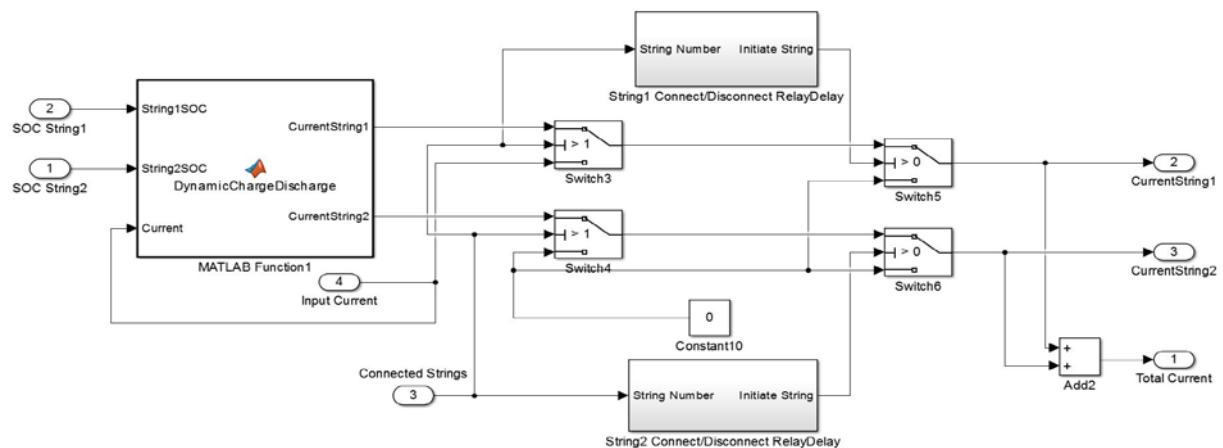 String Number
Initiate String
String1 Connect/Disconnect RelayDelay
2
SOC String1
1
SOC String2
String1SOC
String2SOC
Current
CurrentString1
CurrentString2
DynamicChargeDischarge
MATLAB Function1
> 1
Switch3
> 1
Switch4
> 0
Switch5
> 0
Switch6
2
CurrentString1
3
CurrentString2
4
Input Current
0
Constant10
Connected Strings
3
String Number
Initiate String
String2 Connect/Disconnect RelayDelay
+
+
Add2
1
Total Current